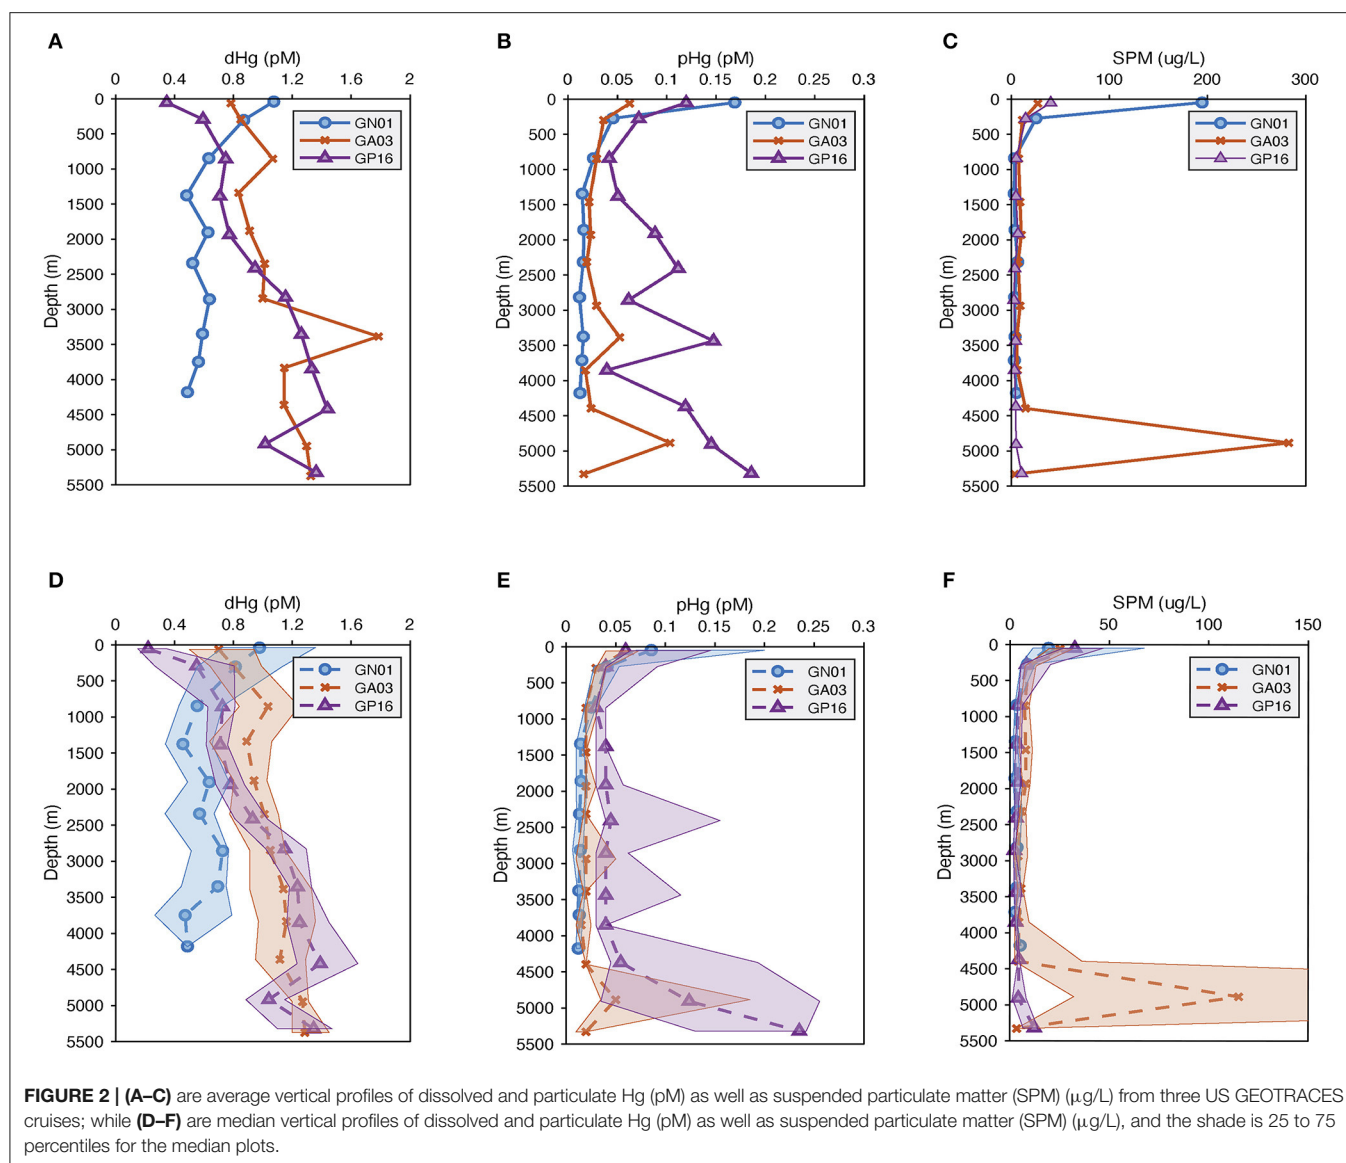 A
dHg (pM)
0 0.4 0.8 1.2 1.6 2
0
500
1000
1500
2000
2500
3000
3500
4000
4500
5000
5500
Depth (m)
GN01
GA03
GP16
B
pHg (pM)
0 0.05 0.1 0.15 0.2 0.25 0.3
0
500
1000
1500
2000
2500
3000
3500
4000
4500
5000
5500
Depth (m)
GN01
GA03
GP16
C
SPM (ug/L)
0 100 200 300
0
500
1000
1500
2000
2500
3000
3500
4000
4500
5000
5500
Depth (m)
GN01
GA03
GP16
D
dHg (pM)
0 0.4 0.8 1.2 1.6 2
0
500
1000
1500
2000
2500
3000
3500
4000
4500
5000
5500
Depth (m)
GN01
GA03
GP16
E
pHg (pM)
0 0.05 0.1 0.15 0.2 0.25 0.3
0
500
1000
1500
2000
2500
3000
3500
4000
4500
5000
5500
Depth (m)
GN01
GA03
GP16
F
SPM (ug/L)
0 50 100 150
0
500
1000
1500
2000
2500
3000
3500
4000
4500
5000
5500
Depth (m)
GN01
GA03
GP16
FIGURE 2 | (A–C) are average vertical profiles of dissolved and particulate Hg (pM) as well as suspended particulate matter (SPM) (μg/L) from three US GEOTRACES
cruises; while (D–F) are median vertical profiles of dissolved and particulate Hg (pM) as well as suspended particulate matter (SPM) (μg/L), and the shade is 25 to 75
percentiles for the median plots.